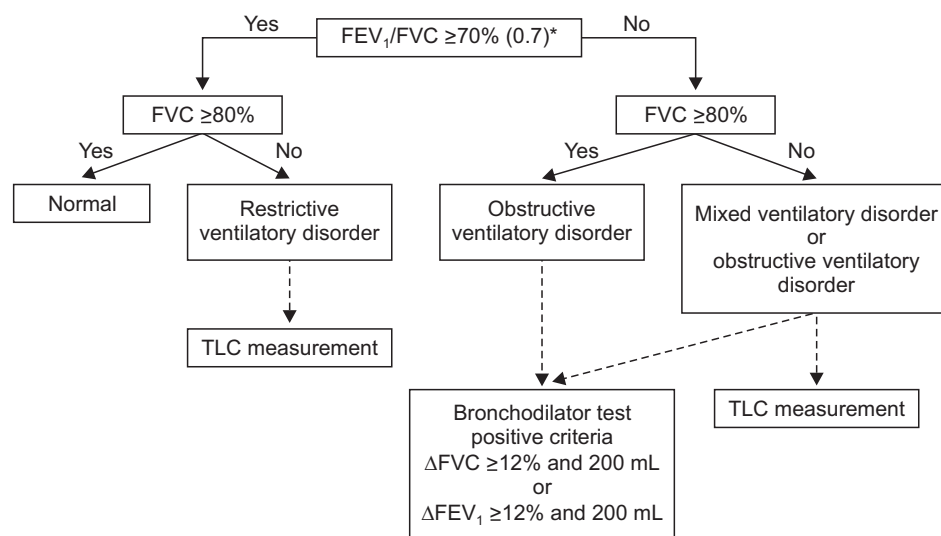 Yes
FEV₁/FVC ≥70% (0.7)*
No
FVC ≥80%
Yes
No
Normal
Restrictive
ventilatory disorder
TLC measurement
FVC ≥80%
Yes
No
Obstructive
ventilatory disorder
Mixed ventilatory disorder
or
obstructive ventilatory
disorder
Bronchodilator test
positive criteria
ΔFVC ≥12% and 200 mL
or
ΔFEV₁ ≥12% and 200 mL
TLC measurement